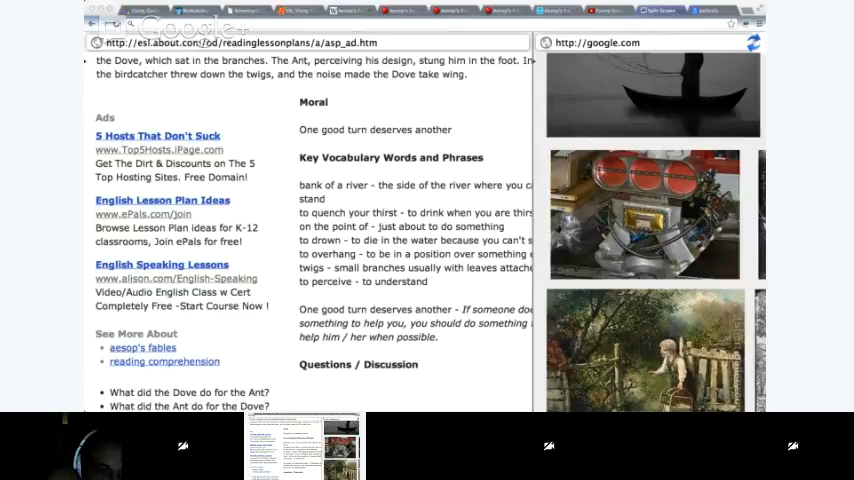 Google+
http://esl.about.com/od/readinglessonplans/a/asp_ad.htm
http://google.com
the Dove, which sat in the branches. The Ant, perceiving his design, stung him in the foot. In
the birdcatcher threw down the twigs, and the noise made the Dove take wing.
Moral
One good turn deserves another
Key Vocabulary Words and Phrases
bank of a river - the side of the river where you ca
stand
to quench your thirst - to drink when you are thirs
on the point of - just about to do something
to drown - to die in the water because you can't s
to overhang - to be in a position over something
twigs - small branches usually with leaves attache
to perceive - to understand
One good turn deserves another - If someone doe
something to help you, you should do something
help him / her when possible.
Questions / Discussion
Ads
5 Hosts That Don't Suck
www.Top5Hosts.iPage.com
Get The Dirt & Discounts on The 5
Top Hosting Sites. Free Domain!
English Lesson Plan Ideas
www.ePals.com/join
Browse Lesson Plan ideas for K-12
classrooms, Join ePals for free!
English Speaking Lessons
www.alison.com/English-Speaking
Video/Audio English Class w Cert
Completely Free -Start Course Now !
See More About
aesop's fables
reading comprehension
What did the Dove do for the Ant?
What did the Ant do for the Dove?